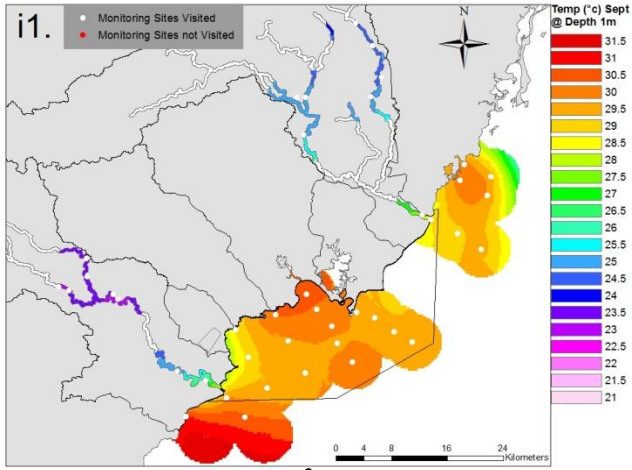 i1.
Monitoring Sites Visited
Monitoring Sites not Visited
N
Temp (°c) Sept
@ Depth 1m
31.5
31
30.5
30
29.5
29
28.5
28
27.5
27
26.5
26
25.5
25
24.5
24
23.5
23
22.5
22
21.5
21
0 4 8 16 24
Kilometers